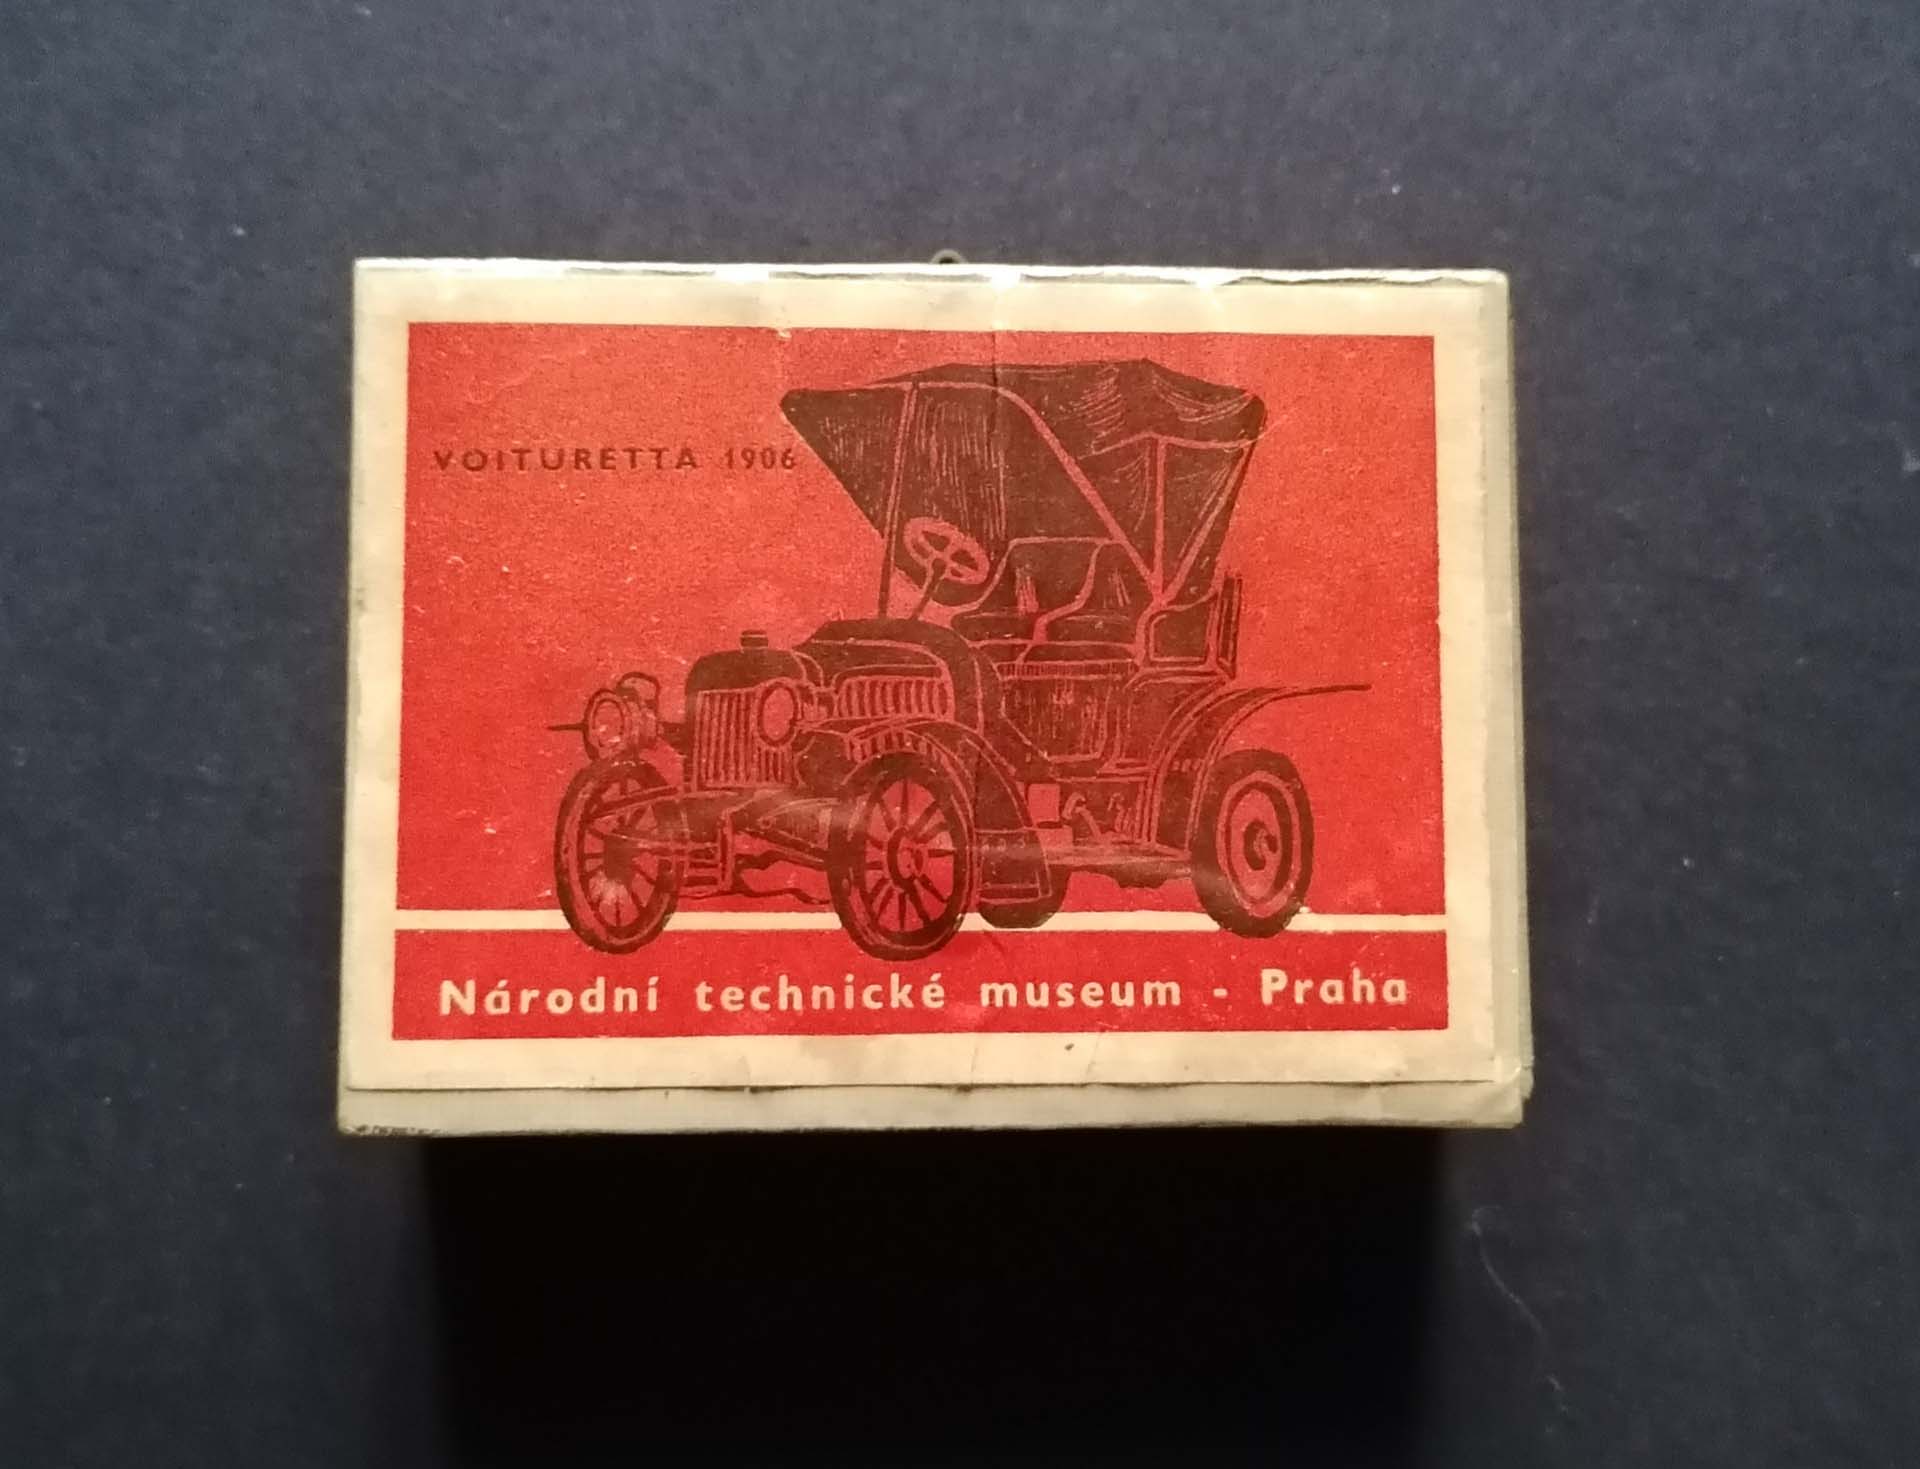 VOITURETTA 1906
Národní technické museum - Praha